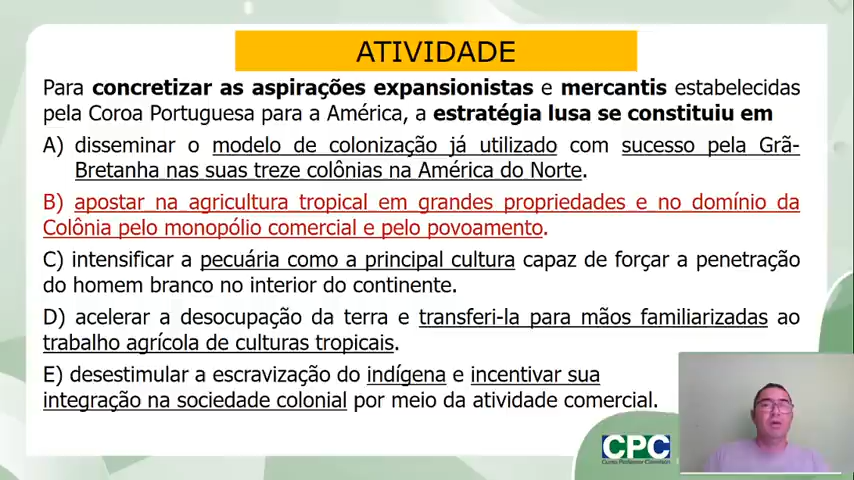 ATIVIDADE
Para concretizar as aspirações expansionistas e mercantis estabelecidas
pela Coroa Portuguesa para a América, a estratégia lusa se constituiu em
A) disseminar o modelo de colonização já utilizado com sucesso pela Grã-
Bretanha nas suas treze colônias na América do Norte.
B) apostar na agricultura tropical em grandes propriedades e no domínio da
Colônia pelo monopólio comercial e pelo povoamento.
C) intensificar a pecuária como a principal cultura capaz de forçar a penetração
do homem branco no interior do continente.
D) acelerar a desocupação da terra e transferi-la para mãos familiarizadas ao
trabalho agrícola de culturas tropicais.
E) desestimular a escravização do indígena e incentivar sua
integração na sociedade colonial por meio da atividade comercial.
CPC